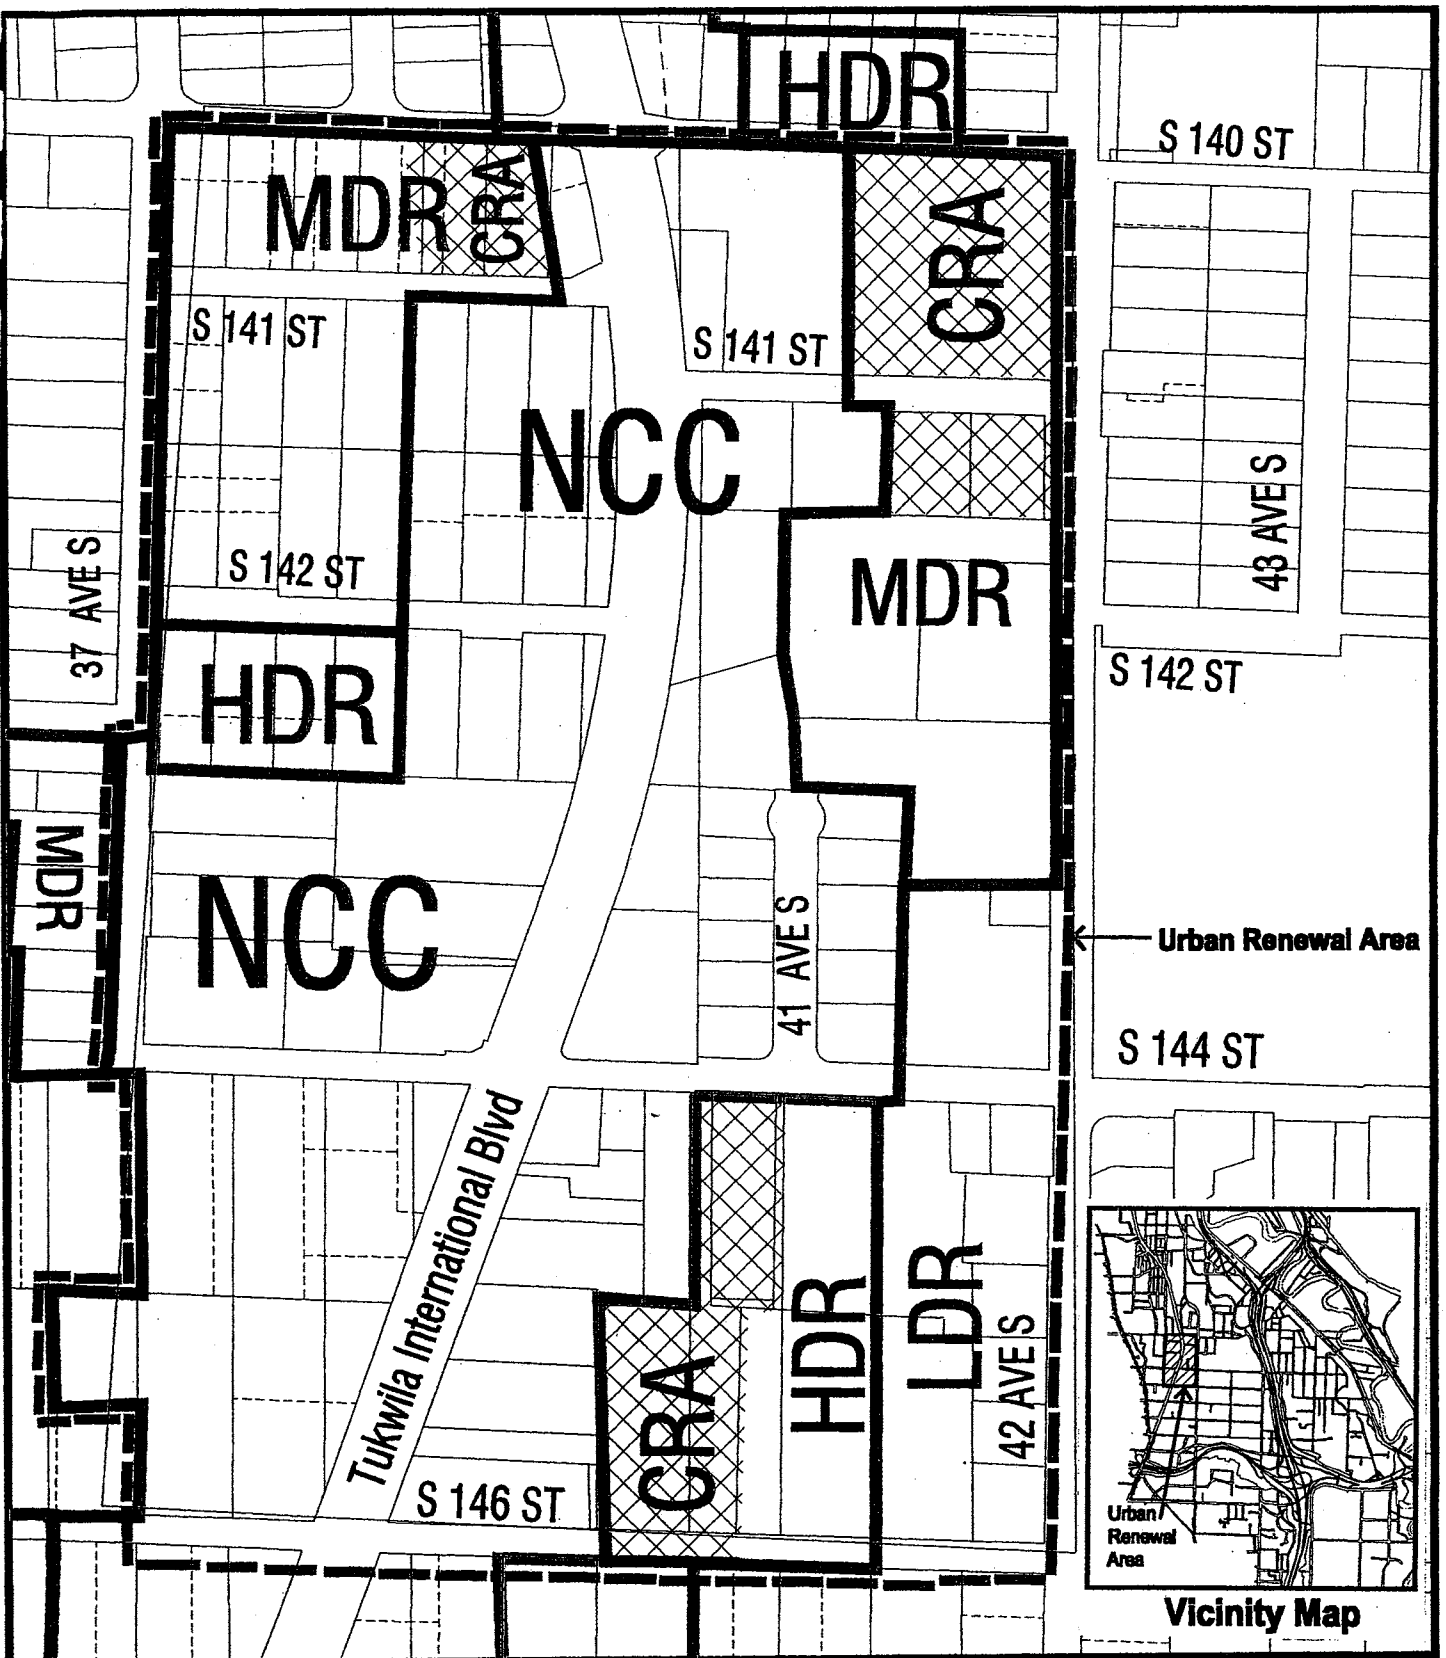 HDR
S 140 ST
MDR
CRA
CRA
S 141 ST
S 141 ST
NCC
43 AVE S
37 AVE S
S 142 ST
MDR
S 142 ST
HDR
MDR
NCC
41 AVE S
Urban Renewal Area
S 144 ST
Tukwila International Blvd
HDR
LDR
42 AVE S
CRA
S 146 ST
Urban
Renewal
Area
Vicinity Map